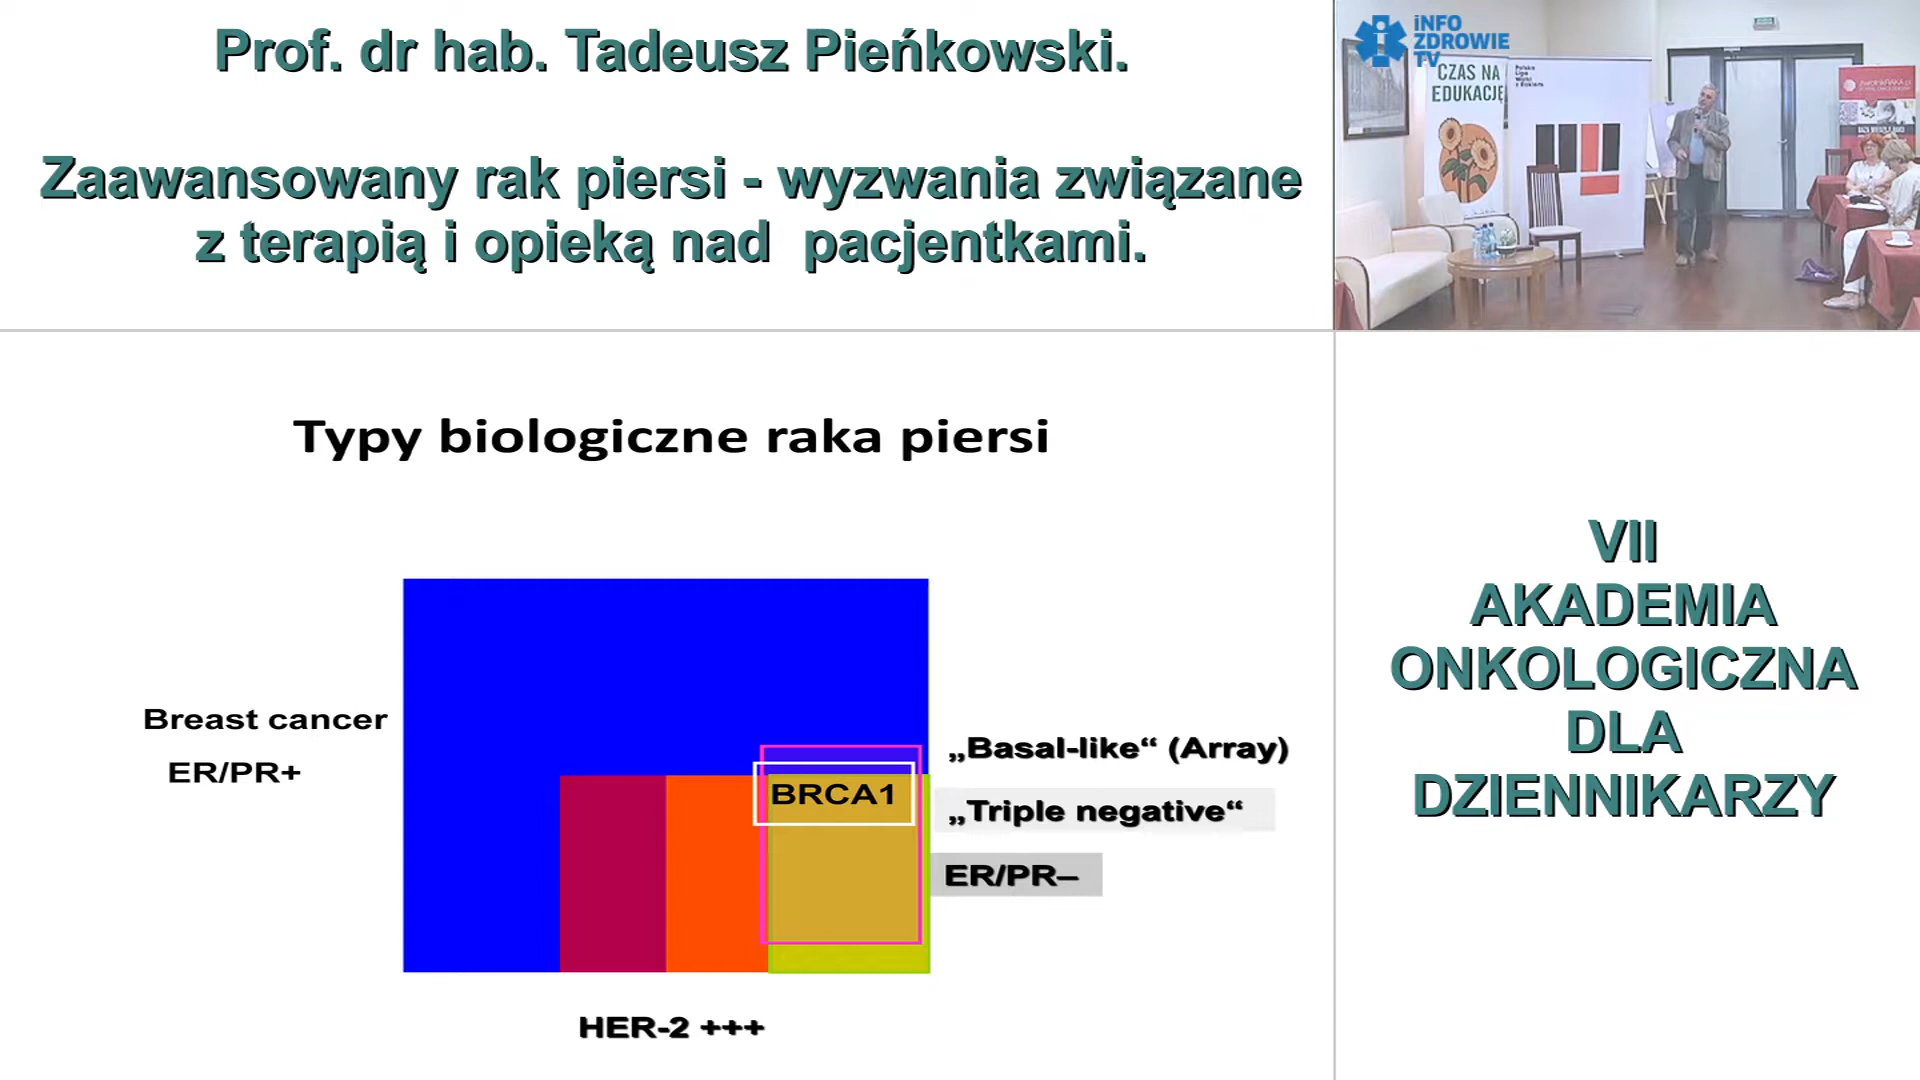 Prof. dr hab. Tadeusz Pieńkowski.
Zaawansowany rak piersi - wyzwania związane
z terapią i opieką nad pacjentkami.
iNFO
ZDROWIE
TV
CZAS NA
EDUKACJĘ
Typy biologiczne raka piersi
Breast cancer
ER/PR+
BRCA1
„Basal-like“ (Array)
„Triple negative“
ER/PR–
HER-2 +++
VII
AKADEMIA
ONKOLOGICZNA
DLA
DZIENNIKARZY